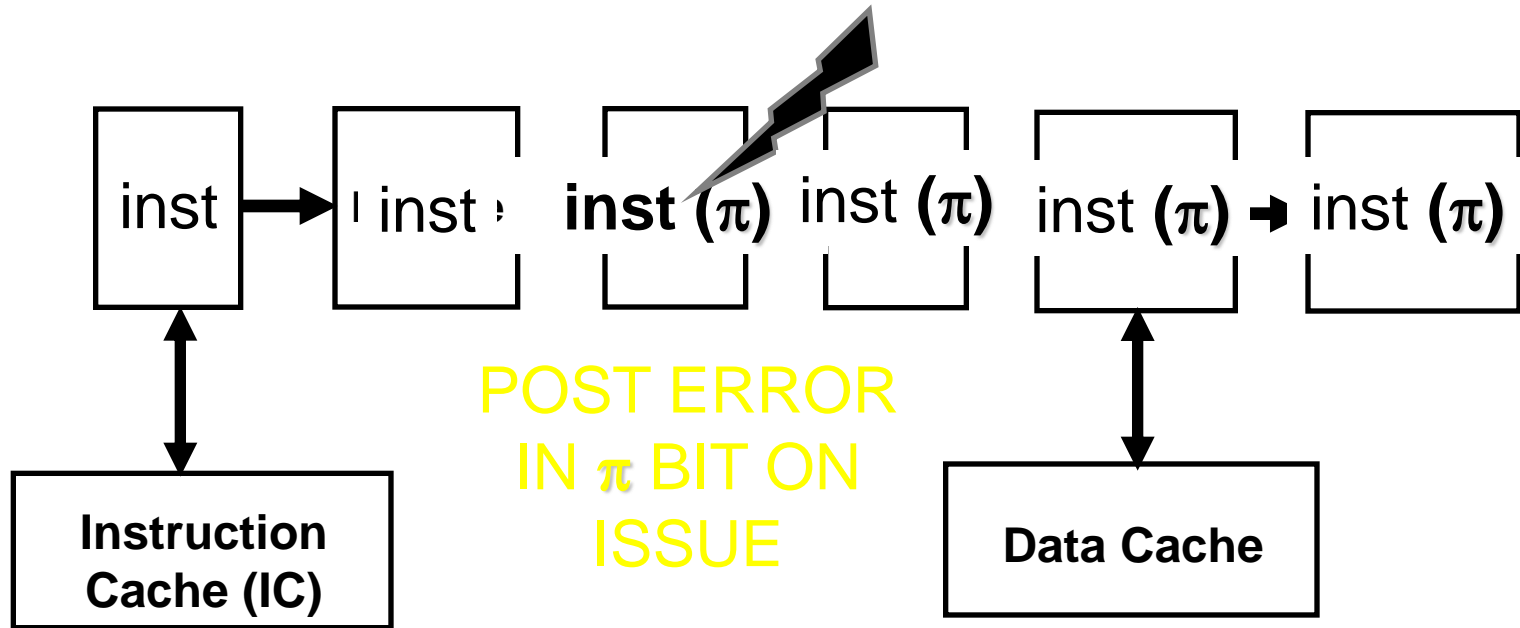 inst
inst
inst (π)
inst (π)
inst (π)
inst (π)
POST ERROR
IN π BIT ON
ISSUE
Instruction
Cache (IC)
Data Cache